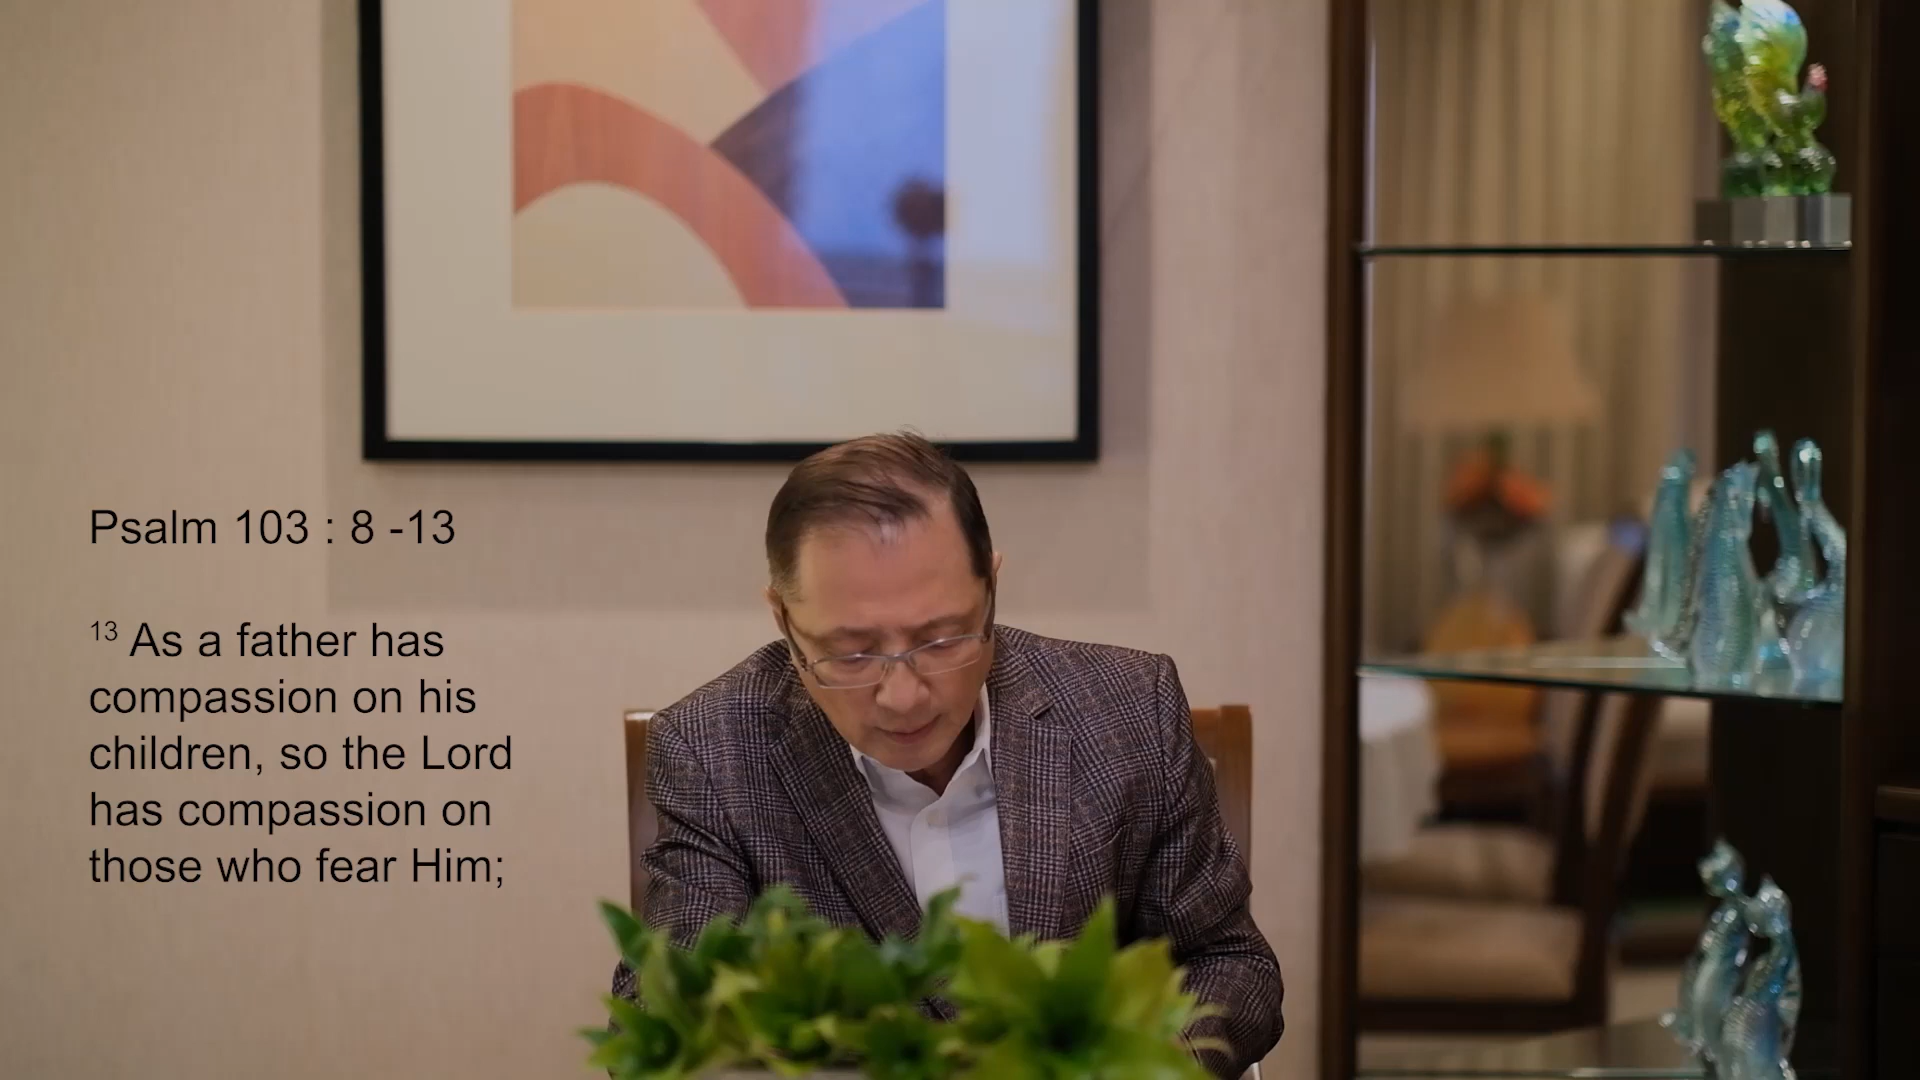 Psalm 103 : 8 -13
13 As a father has
compassion on his
children, so the Lord
has compassion on
those who fear Him;